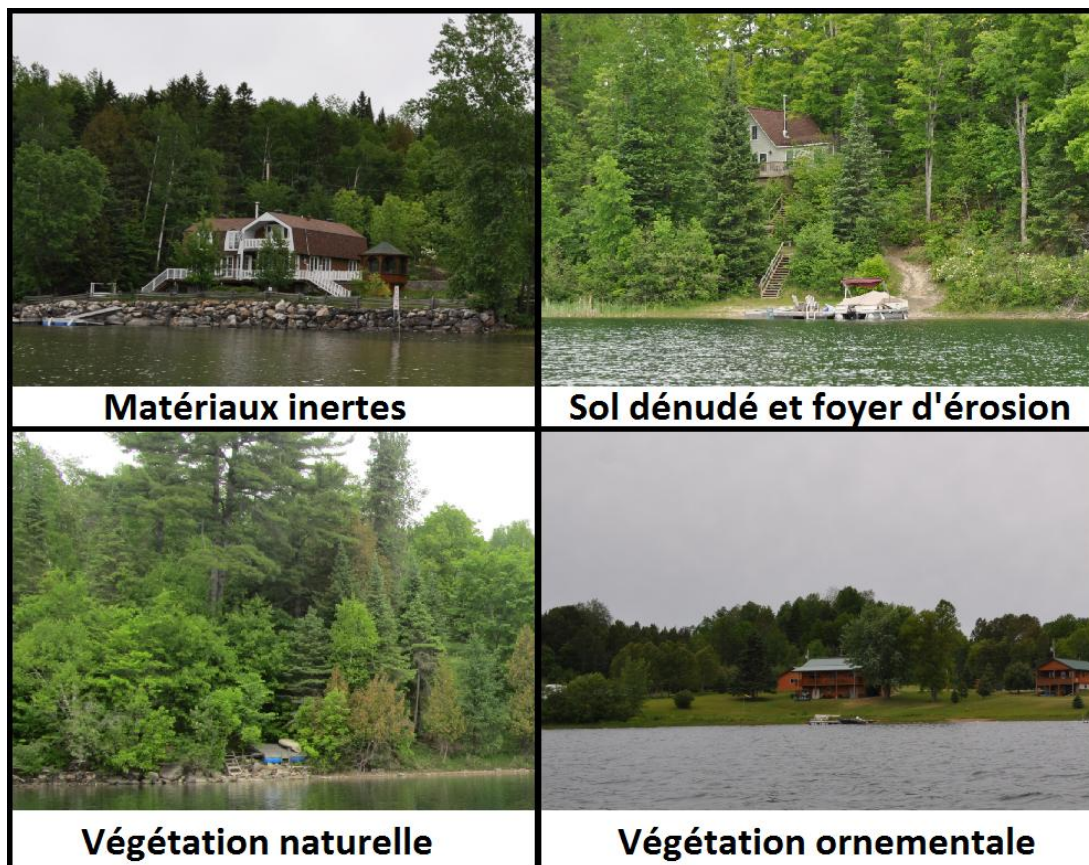 Matériaux inertes
Sol dénudé et foyer d'érosion
Végétation naturelle
Végétation ornementale